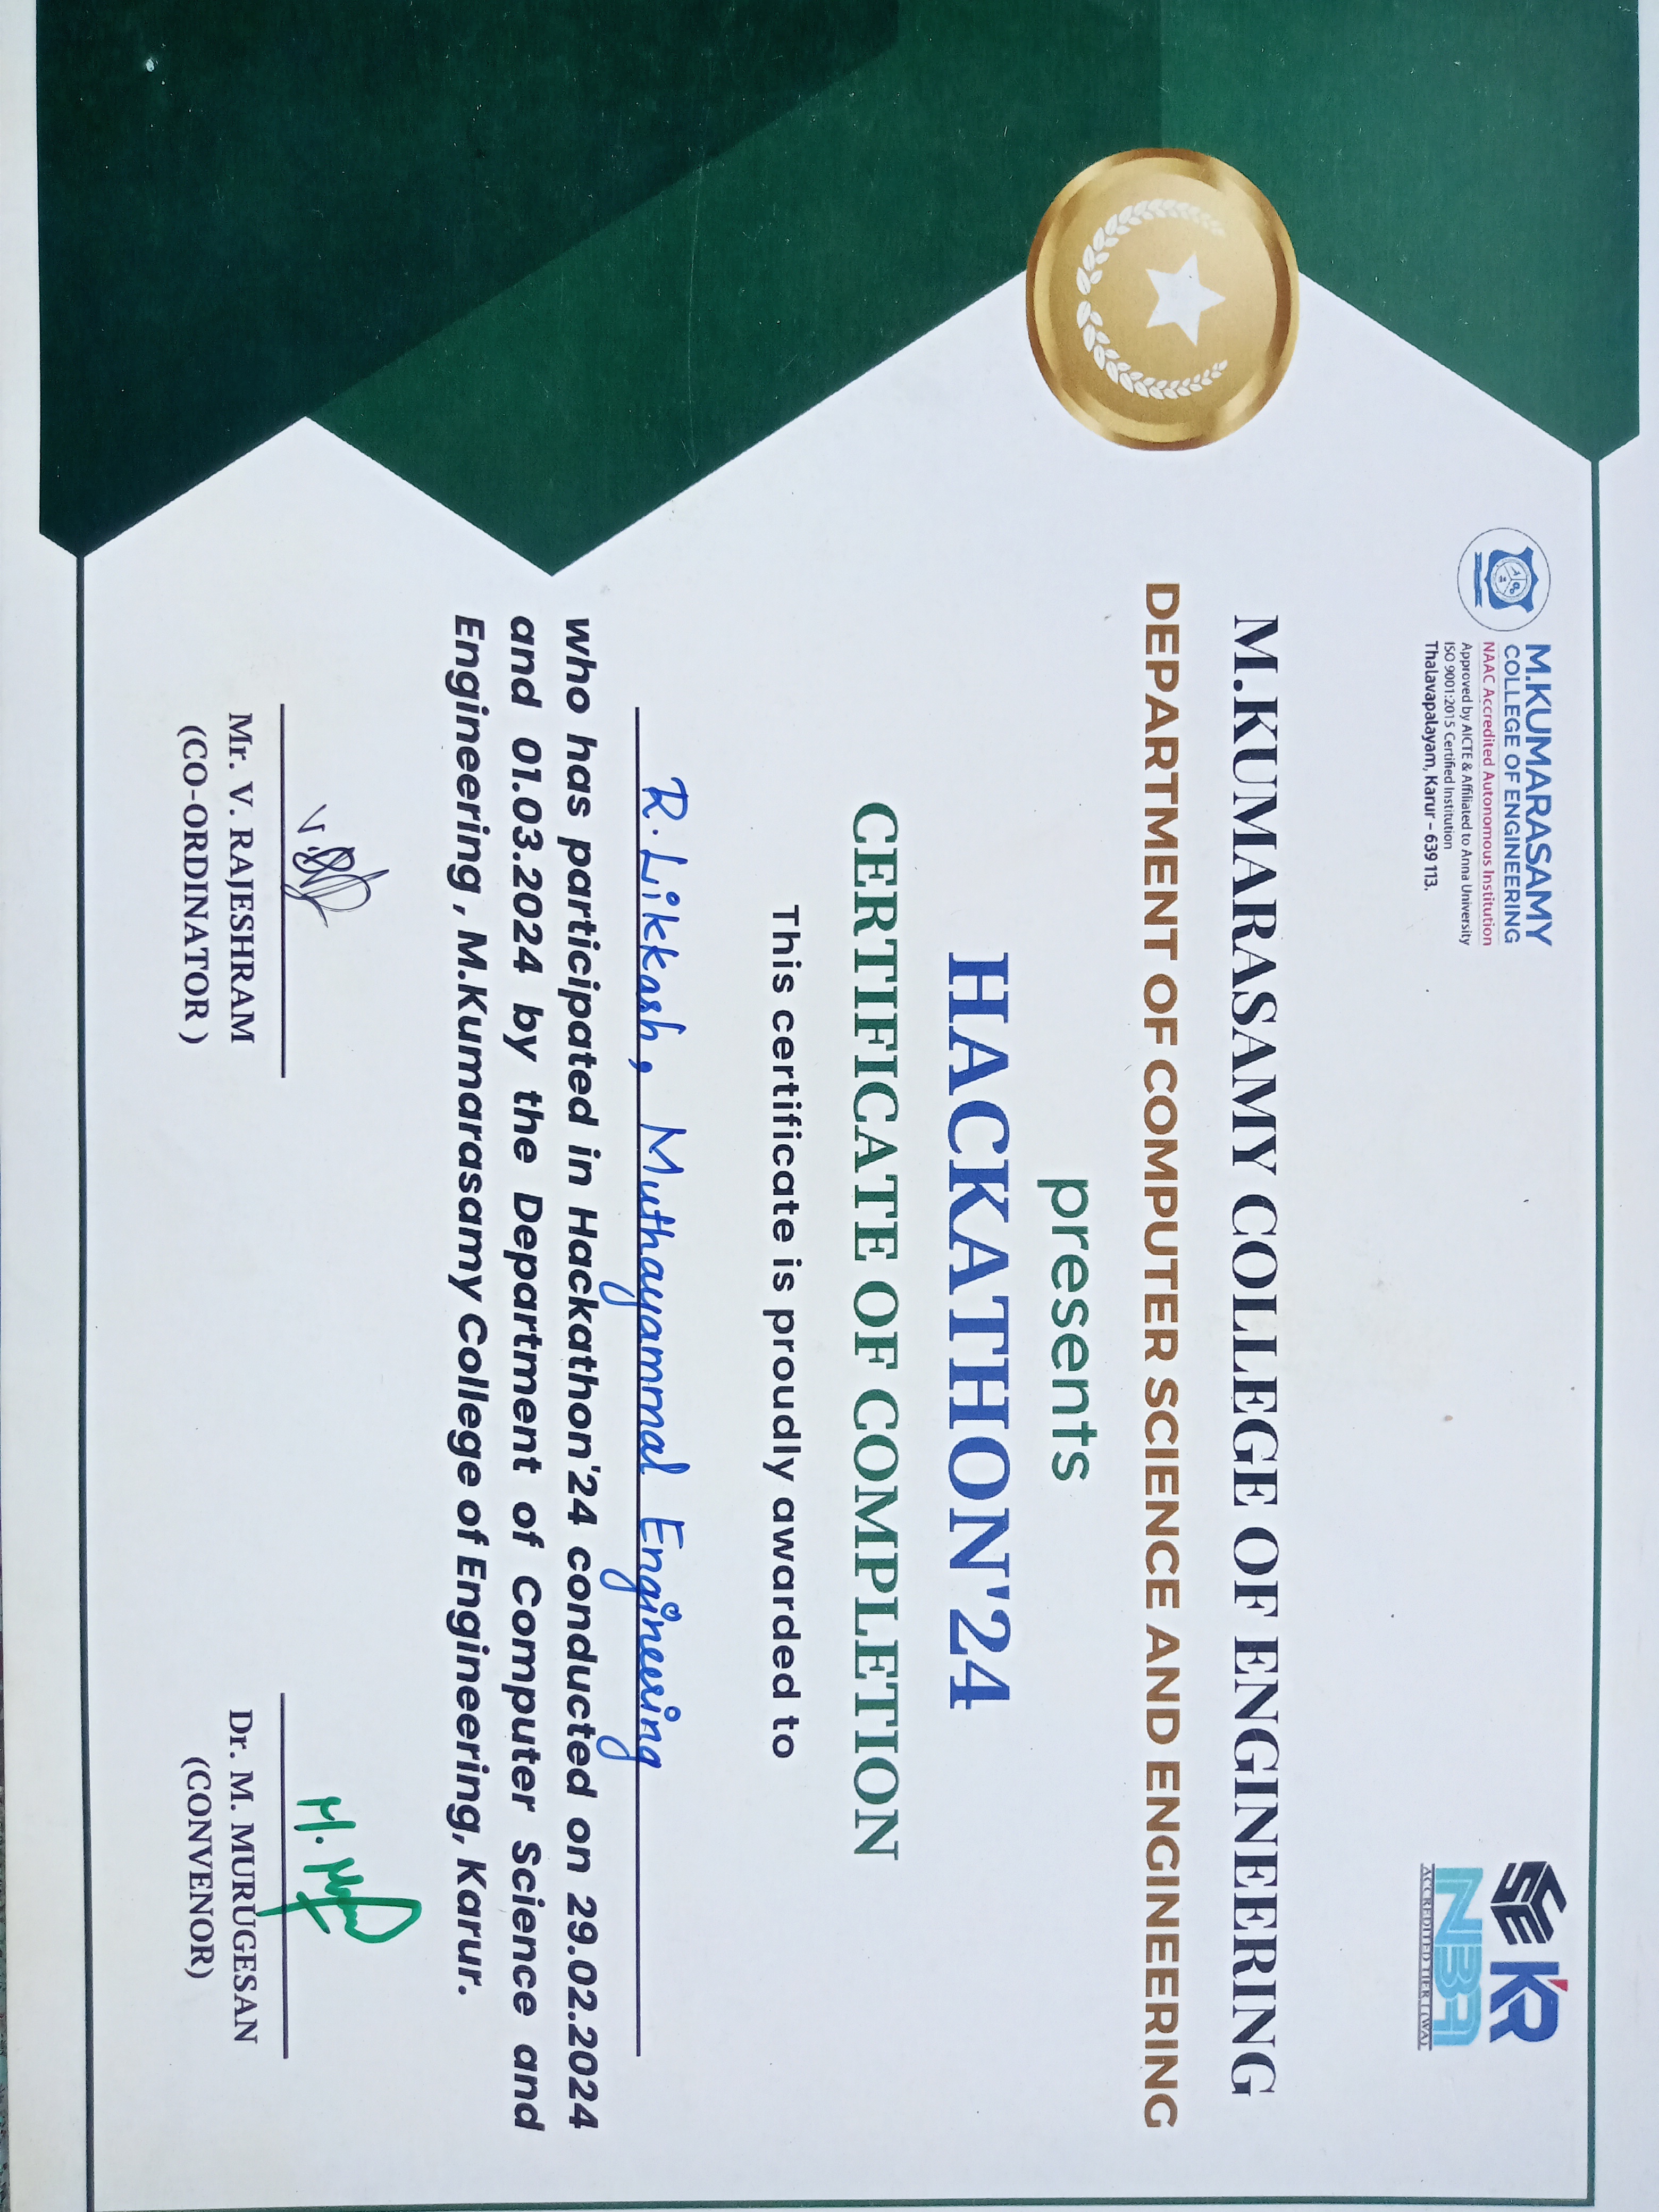 M.KUMARASAMY
COLLEGE OF ENGINEERING
NAAC Accredited Autonomous Institution
Approved by AICTE & Affiliated to Anna University
ISO 9001:2015 Certified Institution
Thalavapalayam, Karur – 639 113.
CSE KR
NBA
ACCREDITED TIER I (WA)
M.KUMARASAMY COLLEGE OF ENGINEERING
DEPARTMENT OF COMPUTER SCIENCE AND ENGINEERING
presents
HACKATHON'24
CERTIFICATE OF COMPLETION
This certificate is proudly awarded to
R. Likkash, Muthayammal Engineering
who has participated in Hackathon'24 conducted on 29.02.2024
and 01.03.2024 by the Department of Computer Science and
Engineering , M.Kumarasamy College of Engineering, Karur.
Mr. V. RAJESHRAM
(CO-ORDINATOR )
Dr. M. MURUGESAN
(CONVENOR)